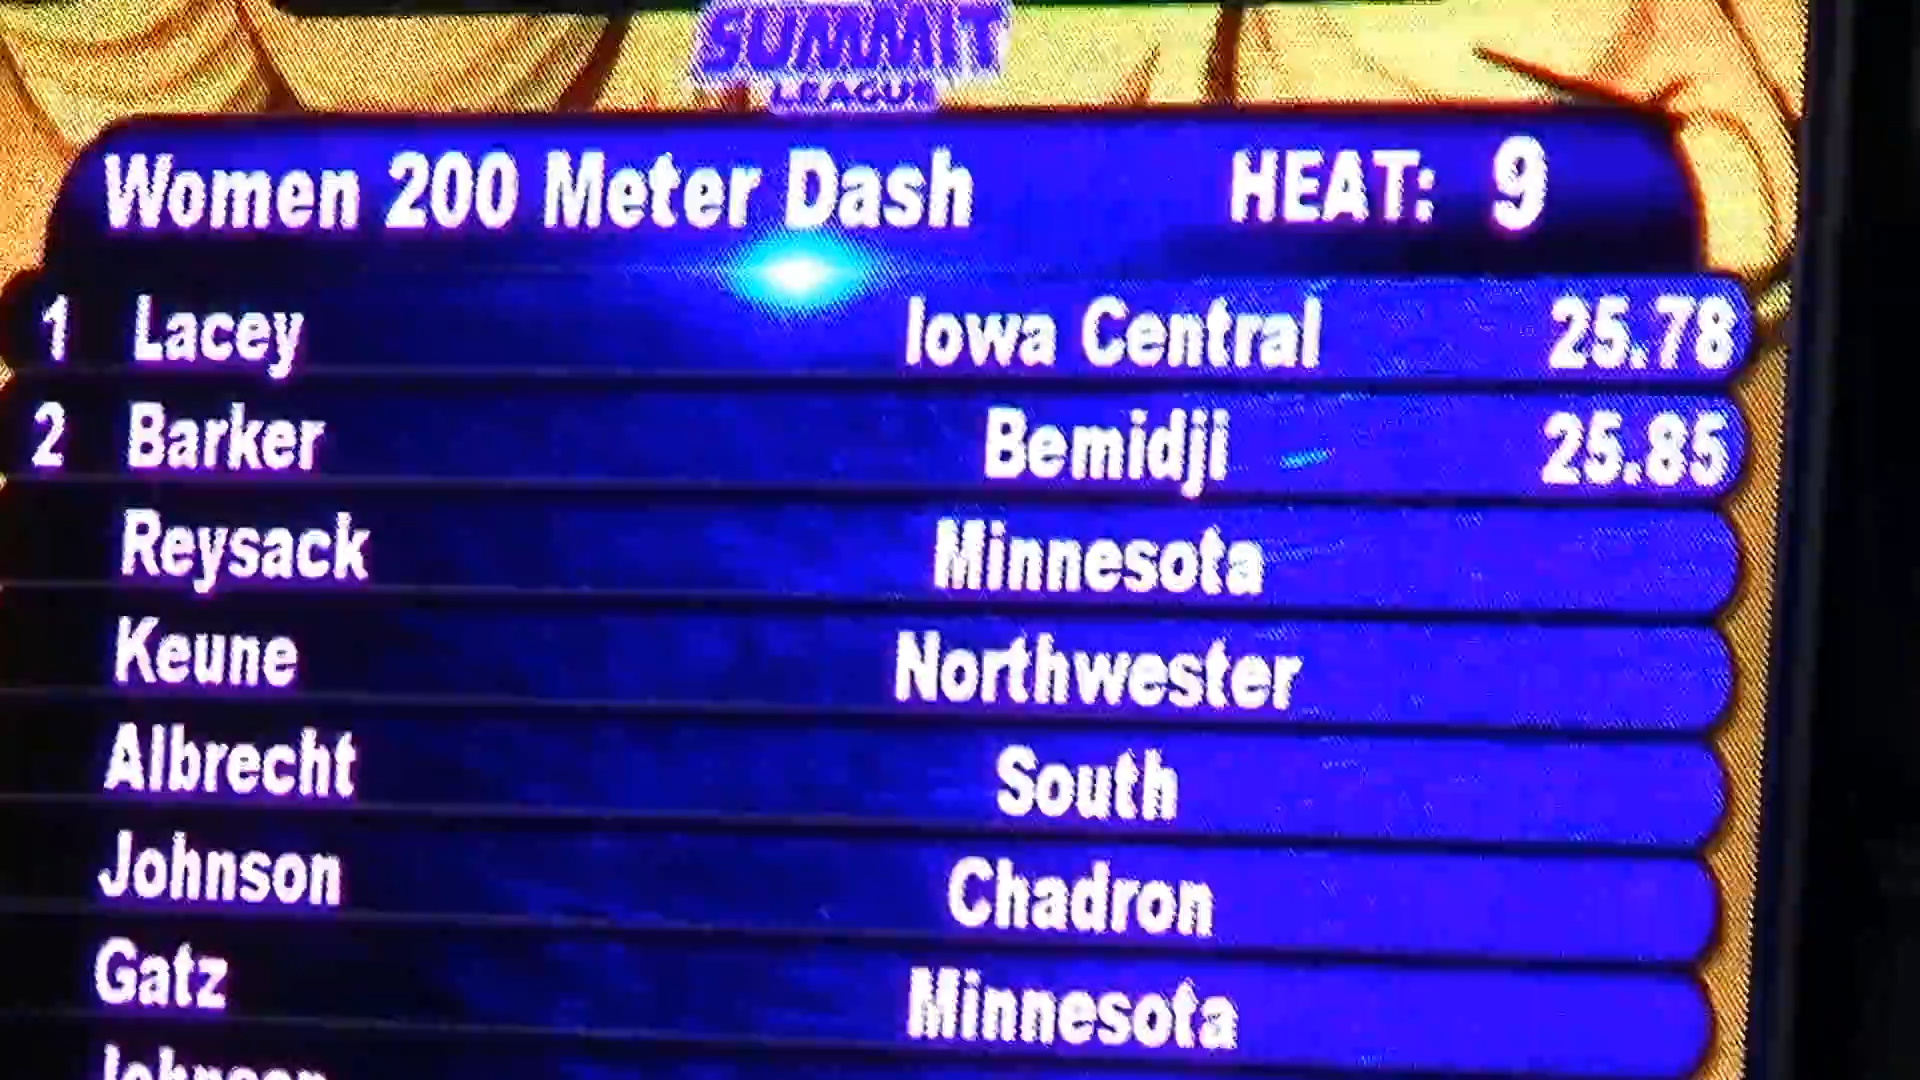 SUMMIT
LEAGUE
Women 200 Meter Dash HEAT: 9
1 Lacey Iowa Central 25.78
2 Barker Bemidji 25.85
Reysack Minnesota
Keune Northwester
Albrecht South
Johnson Chadron
Gatz Minnesota
Johnson